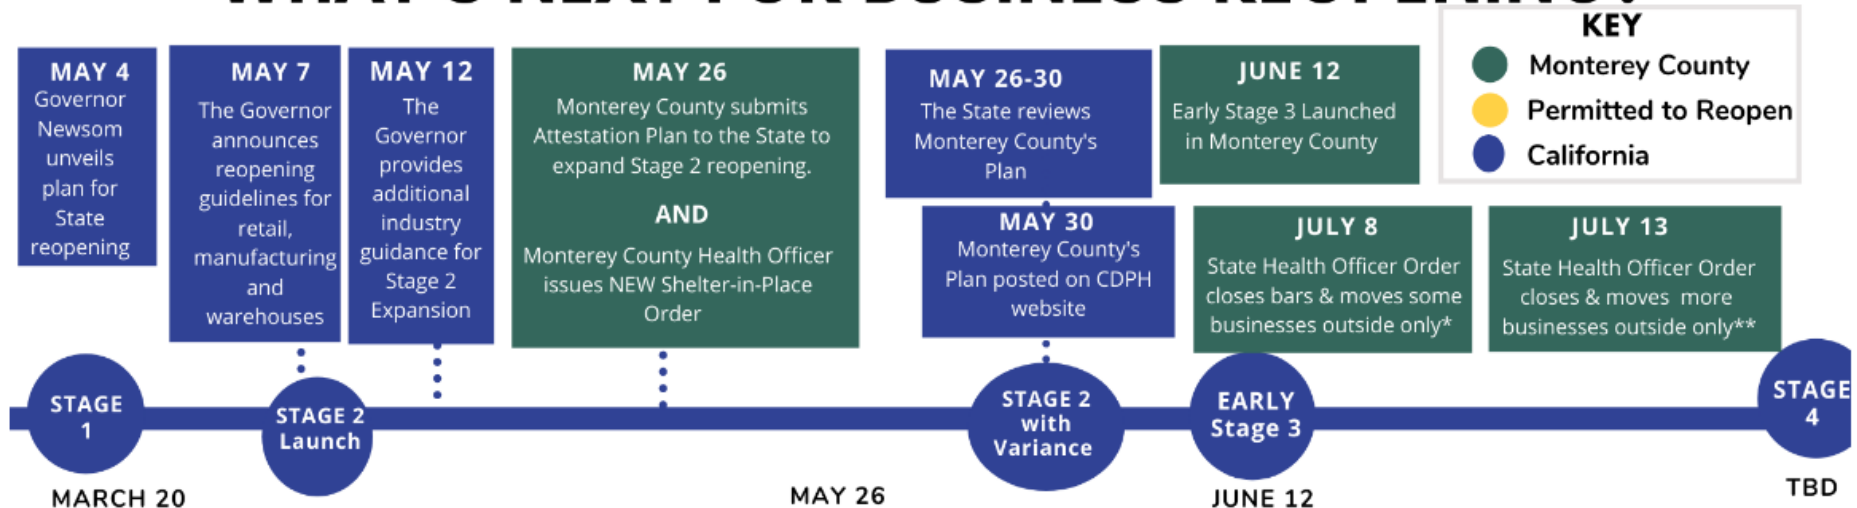 WHAT'S NEXT FOR BUSINESS REOPENING?
KEY
Monterey County
Permitted to Reopen
California
MAY 4
Governor
Newsom
unveils
plan for
State
reopening
MAY 7
The Governor
announces
reopening
guidelines for
retail,
manufacturing
and
warehouses
MAY 12
The
Governor
provides
additional
industry
guidance for
Stage 2
Expansion
MAY 26
Monterey County submits
Attestation Plan to the State to
expand Stage 2 reopening.
AND
Monterey County Health Officer
issues NEW Shelter-in-Place
Order
MAY 26-30
The State reviews
Monterey County's
Plan
MAY 30
Monterey County's
Plan posted on CDPH
website
JUNE 12
Early Stage 3 Launched
in Monterey County
JULY 8
State Health Officer Order
closes bars & moves some
businesses outside only*
JULY 13
State Health Officer Order
closes & moves more
businesses outside only**
STAGE
1
STAGE 2
Launch
STAGE 2
with
Variance
EARLY
Stage 3
STAGE
4
MARCH 20
MAY 26
JUNE 12
TBD